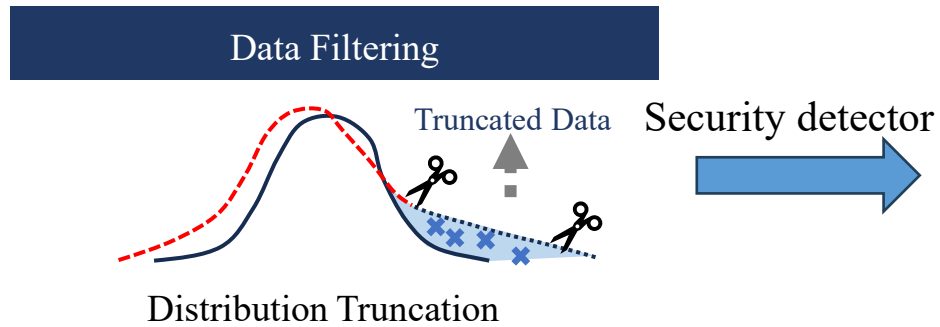 Data Filtering
Truncated Data
Security detector
Distribution Truncation